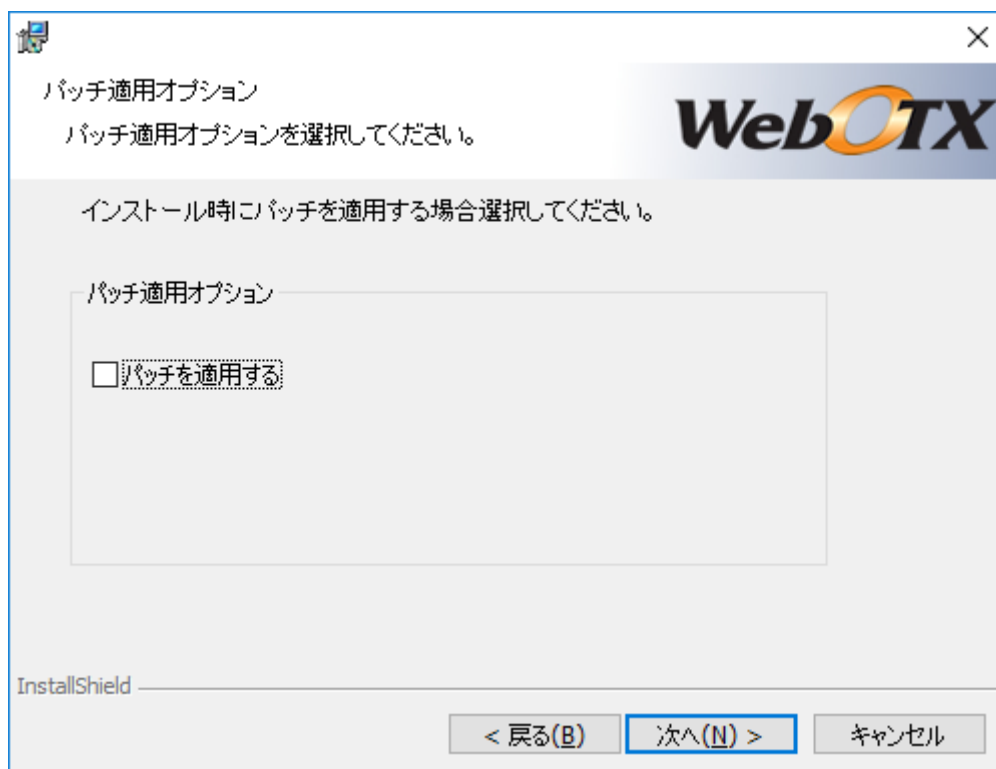 パッチ適用オプション
パッチ適用オプションを選択してください。
WebOTX
インストール時にパッチを適用する場合選択してください。
パッチ適用オプション
パッチを適用する
InstallShield
< 戻る(B)
次へ(N) >
キャンセル